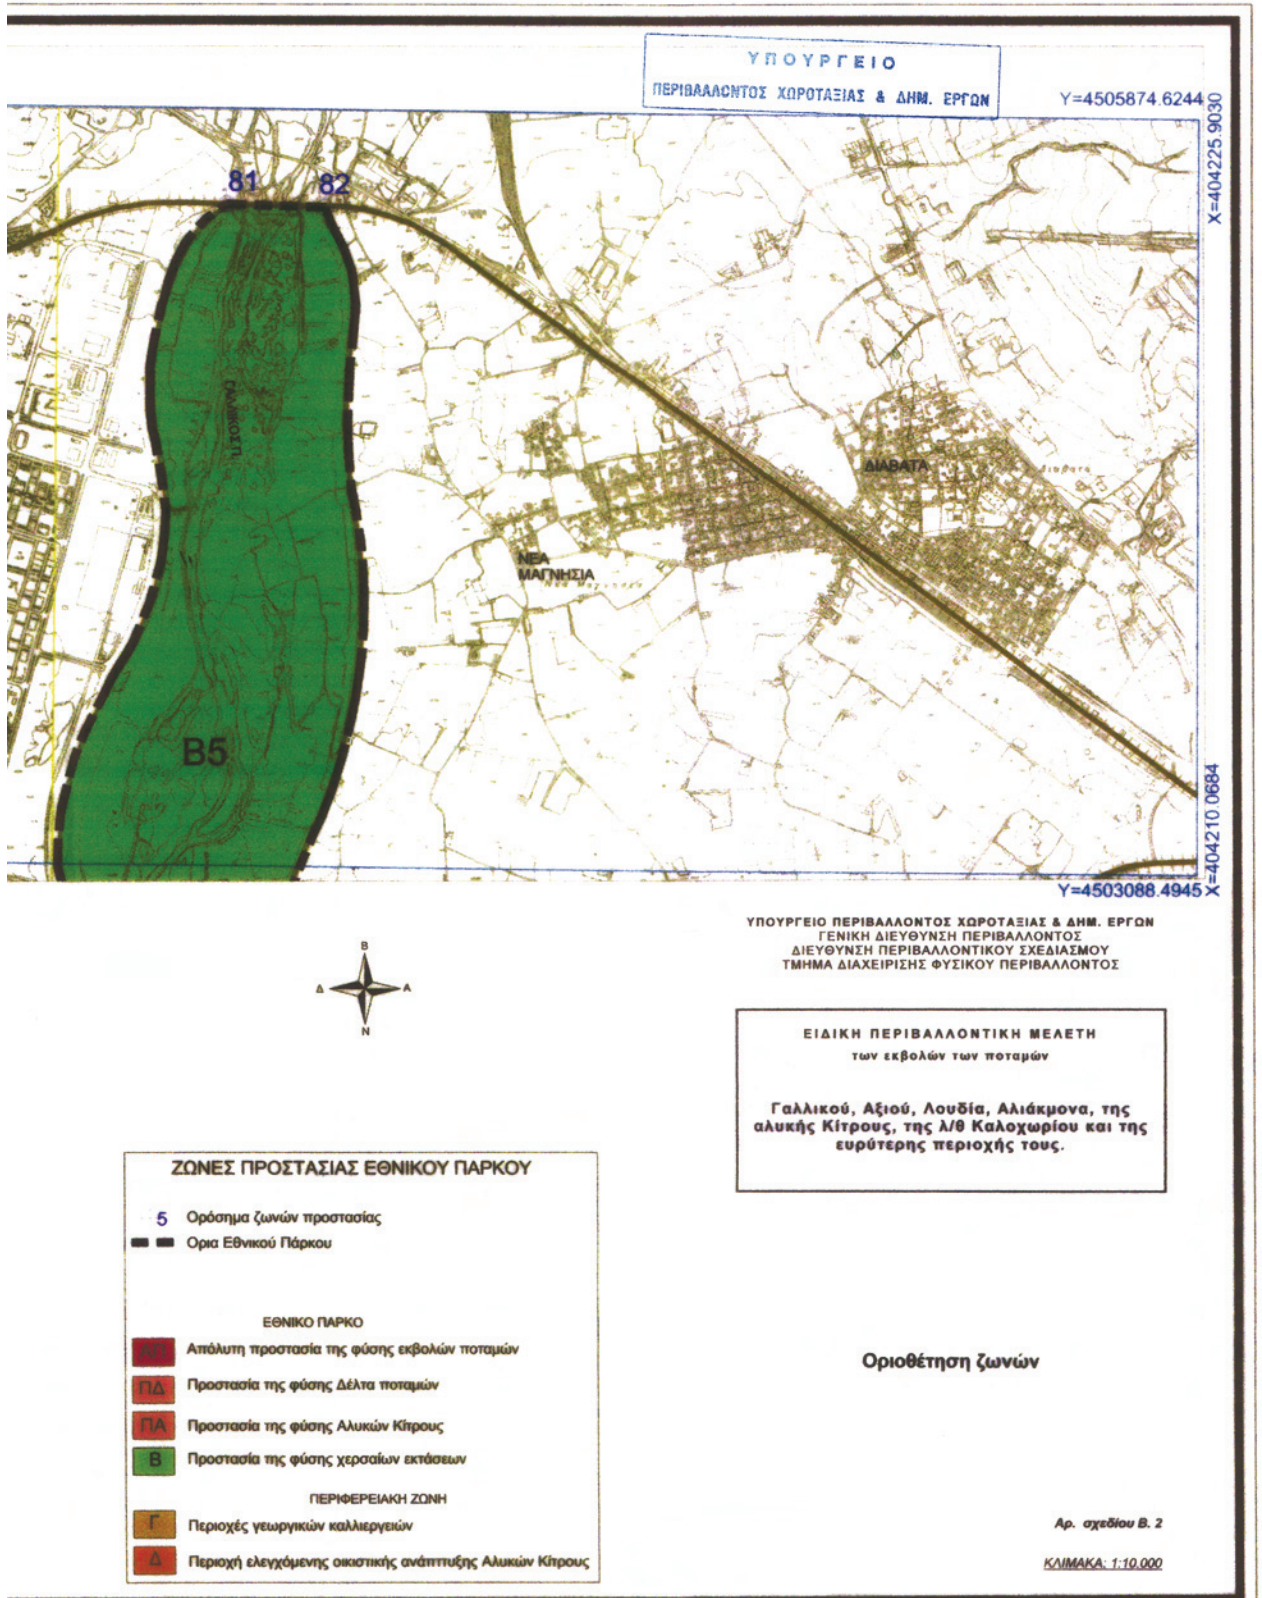 ΥΠΟΥΡΓΕΙΟ
ΠΕΡΙΒΑΛΛΟΝΤΟΣ ΧΩΡΟΤΑΞΙΑΣ & ΔΗΜ. ΕΡΓΩΝ
Υ=4505874.6244
Χ=404225.9030
81
82
ΓΑΛΛΙΚΟΣ Π.
ΔΙΑΒΑΤΑ
Διαβατά
ΝΕΑ
ΜΑΓΝΗΣΙΑ
Νέα Μαγνησία
Β5
Χ=404210.0684
Υ=4503088.4945
ΥΠΟΥΡΓΕΙΟ ΠΕΡΙΒΑΛΛΟΝΤΟΣ ΧΩΡΟΤΑΞΙΑΣ & ΔΗΜ. ΕΡΓΩΝ
ΓΕΝΙΚΗ ΔΙΕΥΘΥΝΣΗ ΠΕΡΙΒΑΛΛΟΝΤΟΣ
ΔΙΕΥΘΥΝΣΗ ΠΕΡΙΒΑΛΛΟΝΤΙΚΟΥ ΣΧΕΔΙΑΣΜΟΥ
ΤΜΗΜΑ ΔΙΑΧΕΙΡΙΣΗΣ ΦΥΣΙΚΟΥ ΠΕΡΙΒΑΛΛΟΝΤΟΣ
Β
Δ Α
Ν
ΕΙΔΙΚΗ ΠΕΡΙΒΑΛΛΟΝΤΙΚΗ ΜΕΛΕΤΗ
των εκβολών των ποταμών
Γαλλικού, Αξιού, Λουδία, Αλιάκμονα, της
αλυκής Κίτρους, της λ/θ Καλοχωρίου και της
ευρύτερης περιοχής τους.
ΖΩΝΕΣ ΠΡΟΣΤΑΣΙΑΣ ΕΘΝΙΚΟΥ ΠΑΡΚΟΥ
5 Ορόσημα ζωνών προστασίας
Ορια Εθνικού Πάρκου
ΕΘΝΙΚΟ ΠΑΡΚΟ
ΑΠ Απόλυτη προστασία της φύσης εκβολών ποταμών
ΠΔ Προστασία της φύσης Δέλτα ποταμών
ΠΑ Προστασία της φύσης Αλυκών Κίτρους
Β Προστασία της φύσης χερσαίων εκτάσεων
ΠΕΡΙΦΕΡΕΙΑΚΗ ΖΩΝΗ
Γ Περιοχές γεωργικών καλλιεργειών
Δ Περιοχή ελεγχόμενης οικιστικής ανάπτυξης Αλυκών Κίτρους
Οριοθέτηση ζωνών
Αρ. σχεδίου Β. 2
ΚΛΙΜΑΚΑ: 1:10.000